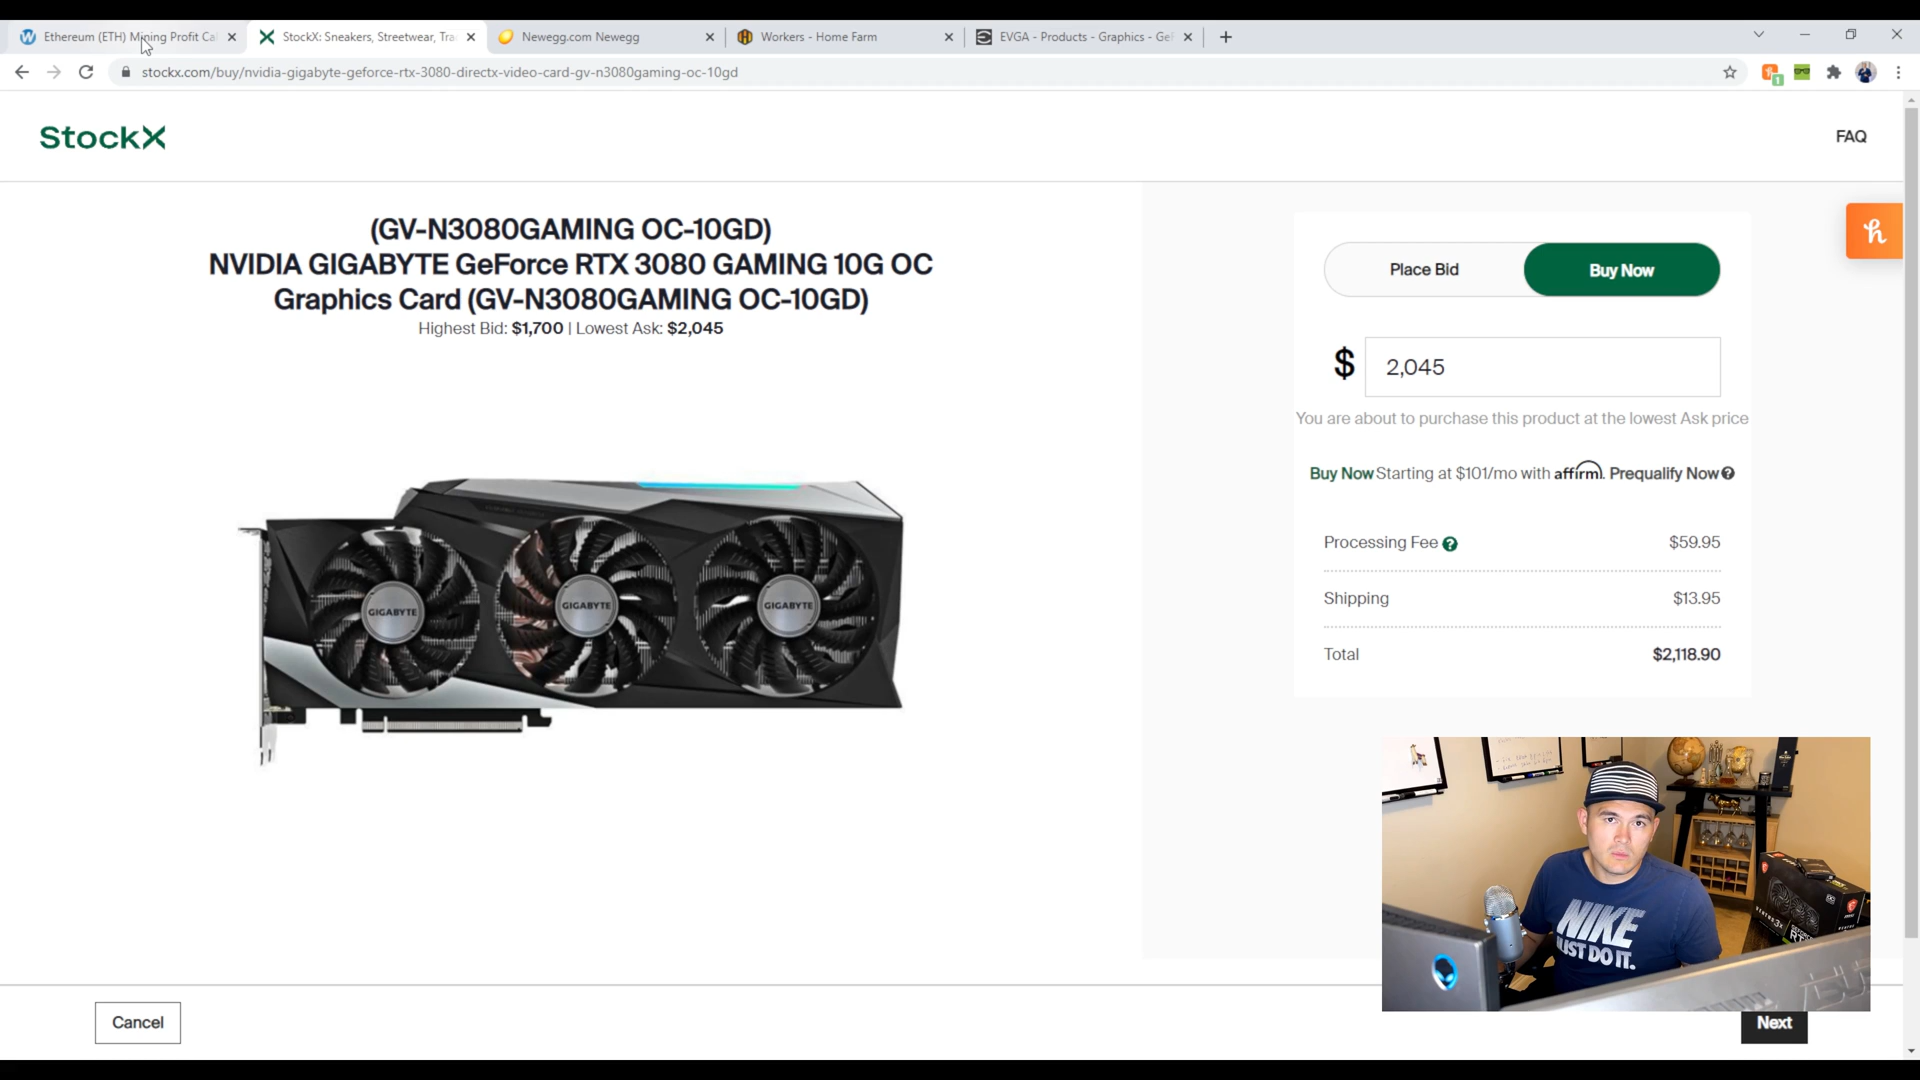 Ethereum (ETH) Mining Profit Ca
StockX: Sneakers, Streetwear, Tra
Newegg.com Newegg
Workers - Home Farm
EVGA - Products - Graphics - GeF
stockx.com/buy/nvidia-gigabyte-geforce-rtx-3080-directx-video-card-gv-n3080gaming-oc-10gd
1
StockX
FAQ
(GV-N3080GAMING OC-10GD)
NVIDIA GIGABYTE GeForce RTX 3080 GAMING 10G OC
Graphics Card (GV-N3080GAMING OC-10GD)
Highest Bid: $1,700 | Lowest Ask: $2,045
Place Bid
Buy Now
$ 2,045
You are about to purchase this product at the lowest Ask price
Buy Now Starting at $101/mo with affirm. Prequalify Now
Processing Fee $59.95
Shipping $13.95
Total $2,118.90
GIGABYTE
GIGABYTE
GIGABYTE
NIKE
JUST DO IT.
VENTUS 3X
ASUS
Cancel
Next